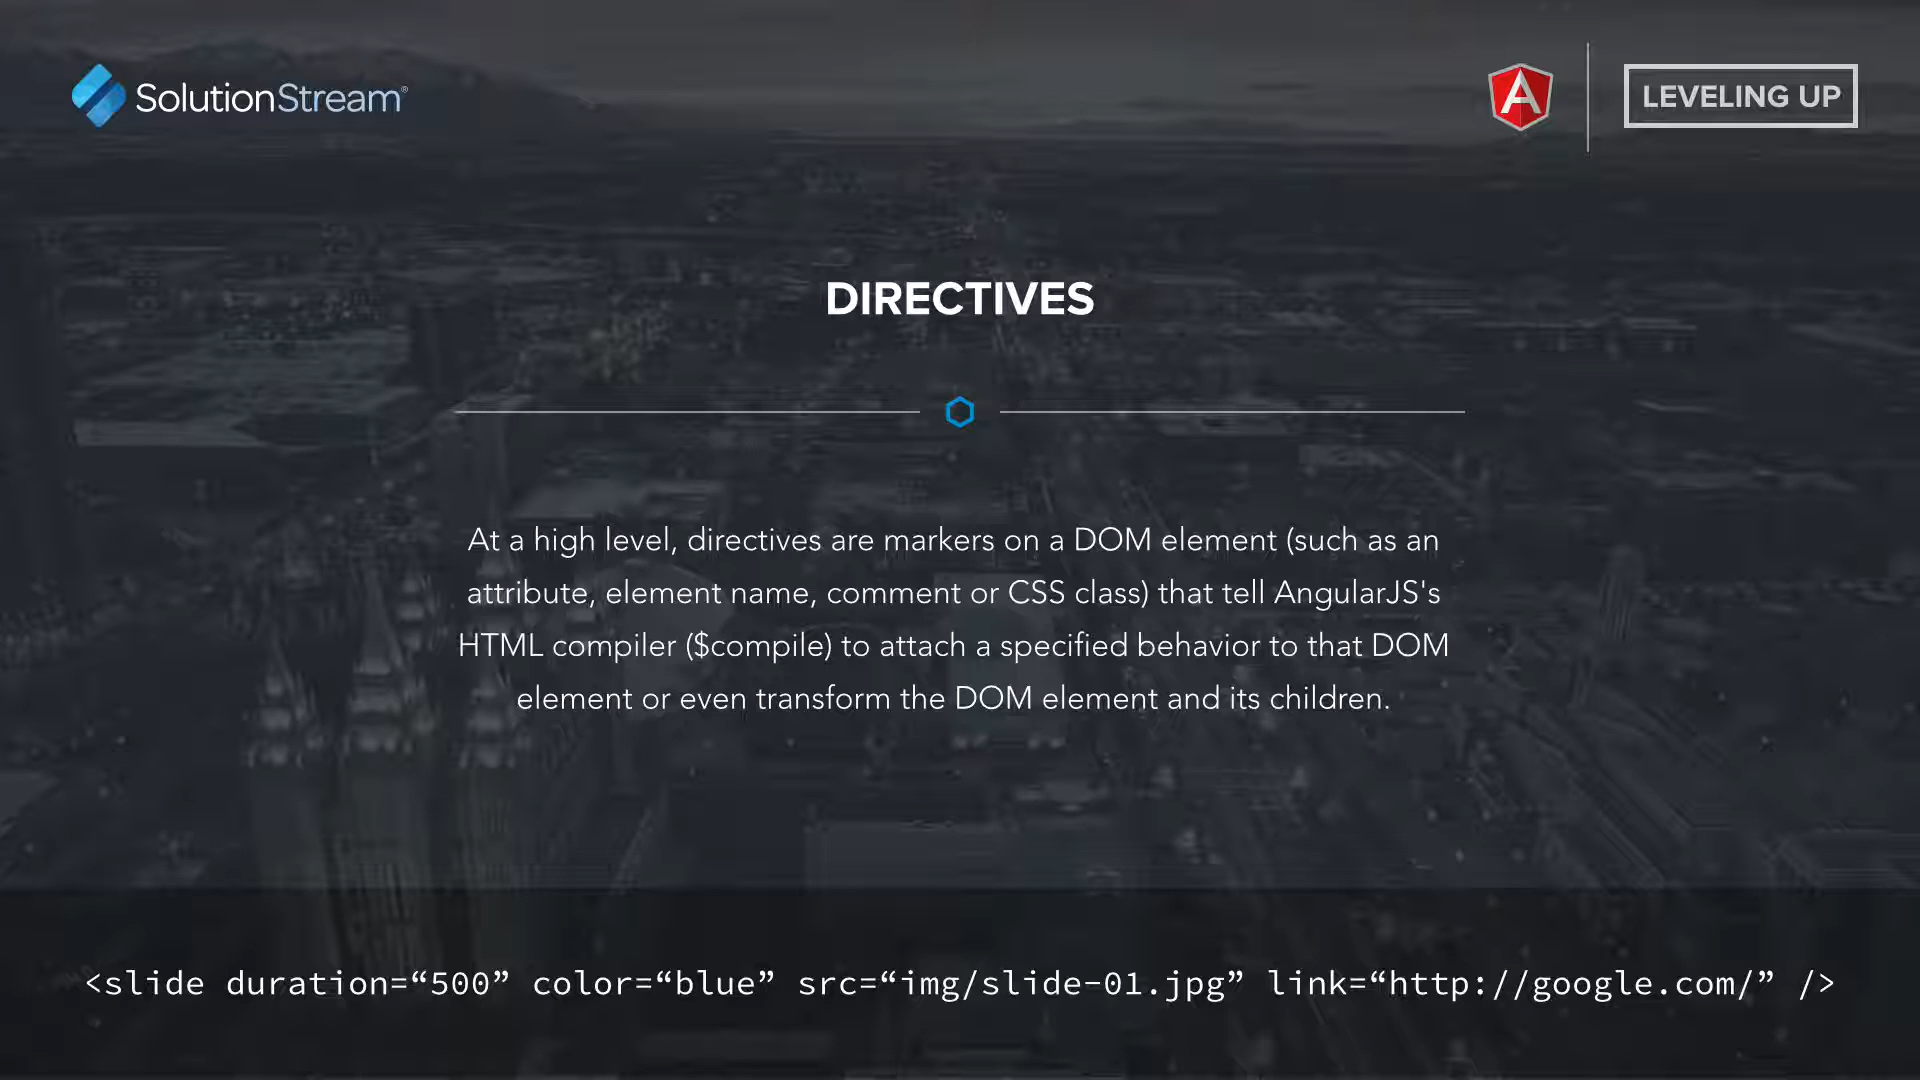 SolutionStream®
LEVELING UP
DIRECTIVES
At a high level, directives are markers on a DOM element (such as an
attribute, element name, comment or CSS class) that tell AngularJS's
HTML compiler ($compile) to attach a specified behavior to that DOM
element or even transform the DOM element and its children.
<slide duration=“500” color=“blue” src=“img/slide-01.jpg” link=“http://google.com/” />